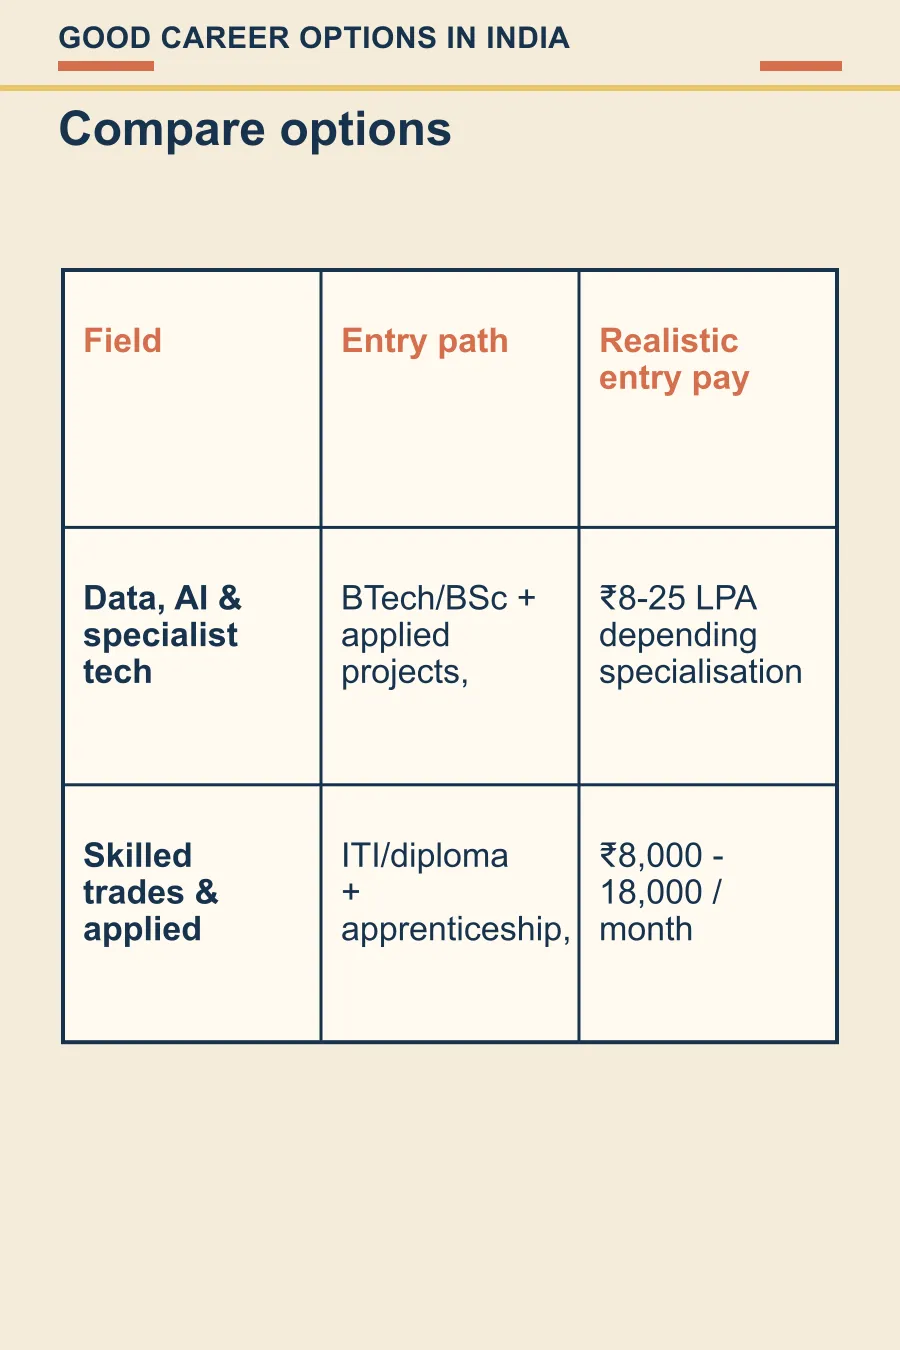 GOOD CAREER OPTIONS IN INDIA
Compare options
Field
Entry path
Realistic
entry pay
Data, AI &
specialist
tech
BTech/BSc +
applied
projects,
₹8-25 LPA
depending
specialisation
Skilled
trades &
applied
ITI/diploma
+
apprenticeship,
₹8,000 -
18,000 /
month